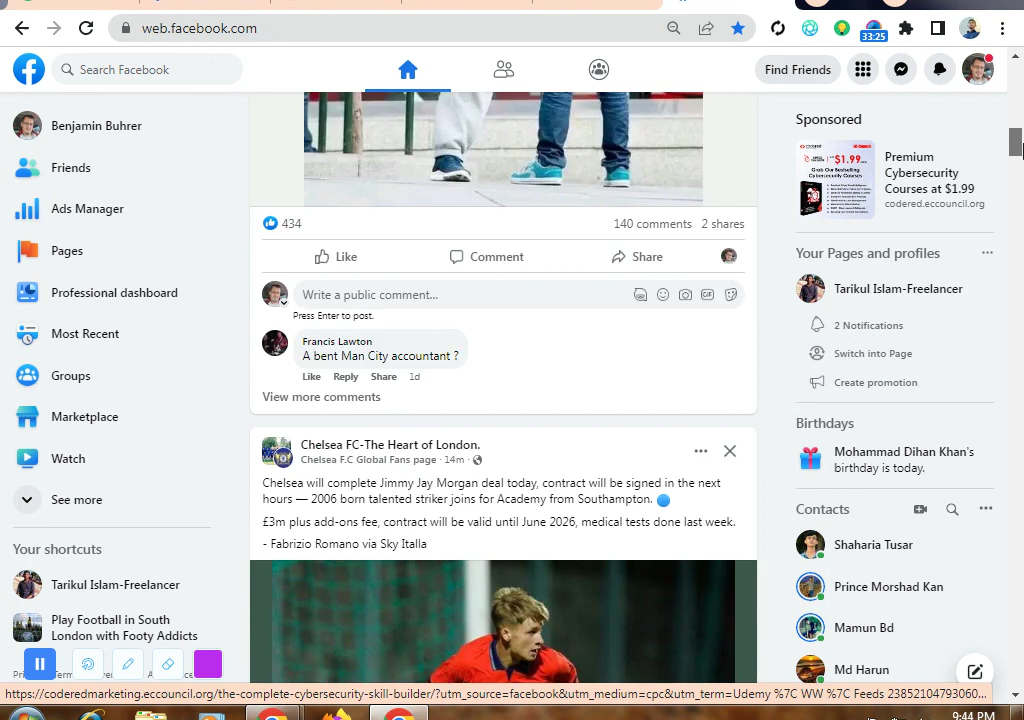 web.facebook.com
33:25
Search Facebook
Find Friends
Benjamin Buhrer
Friends
Ads Manager
Pages
Professional dashboard
Most Recent
Groups
Marketplace
Watch
See more
Your shortcuts
Tarikul Islam-Freelancer
Play Football in South
London with Footy Addicts
434
140 comments 2 shares
Like Comment Share
Write a public comment...
GIF
Press Enter to post.
Francis Lawton
A bent Man City accountant ?
Like Reply Share 1d
View more comments
Chelsea FC-The Heart of London.
Chelsea F.C Global Fans page · 14m ·
Chelsea will complete Jimmy Jay Morgan deal today, contract will be signed in the next
hours — 2006 born talented striker joins for Academy from Southampton.
£3m plus add-ons fee, contract will be valid until June 2026, medical tests done last week.
- Fabrizio Romano via Sky Italla
Sponsored
$1.99
Premium
Cybersecurity
Courses at $1.99
codered.eccouncil.org
Your Pages and profiles
Tarikul Islam-Freelancer
2 Notifications
Switch into Page
Create promotion
Birthdays
Mohammad Dihan Khan's
birthday is today.
Contacts
Shaharia Tusar
Prince Morshad Kan
Mamun Bd
Md Harun
https://coderedmarketing.eccouncil.org/the-complete-cybersecurity-skill-builder/?utm_source=facebook&utm_medium=cpc&utm_term=Udemy %7C WW %7C Feeds 23852104793060...
9:44 PM